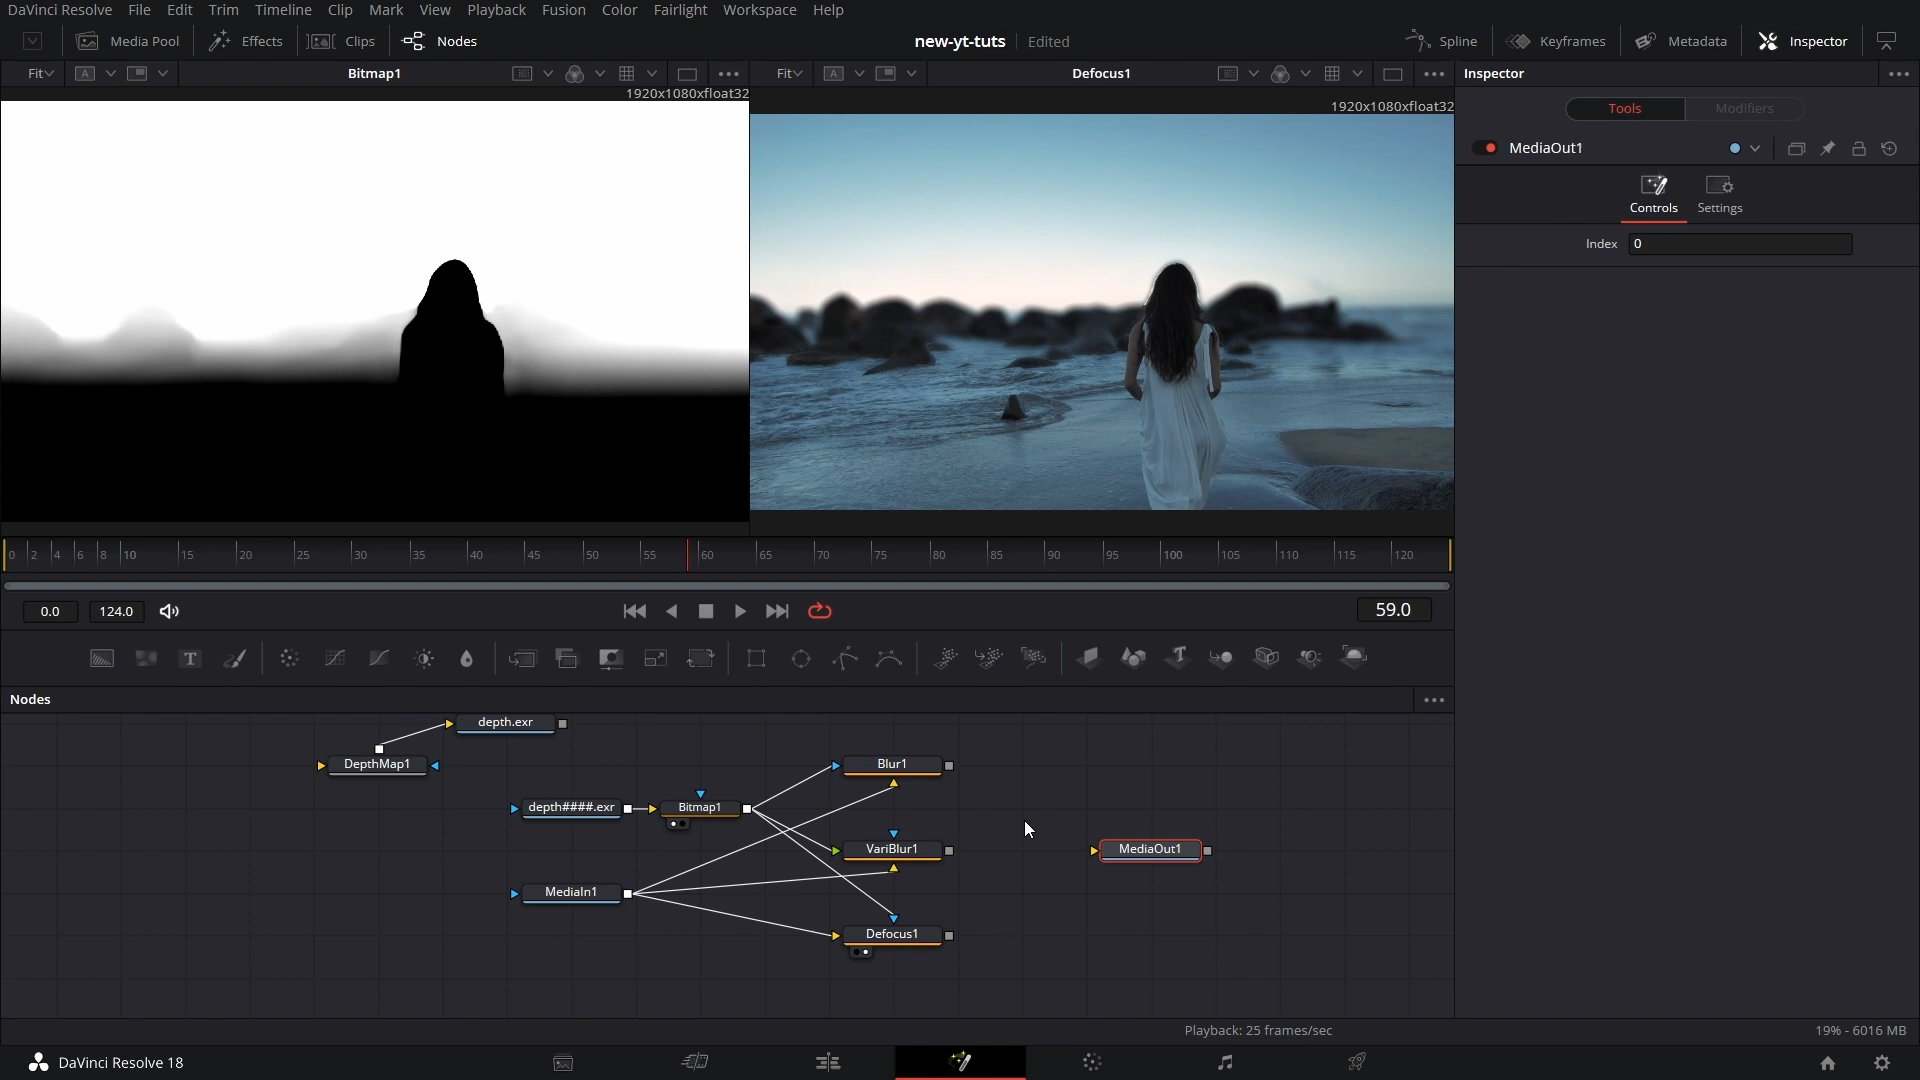 DaVinci Resolve File Edit Trim Timeline Clip Mark View Playback Fusion Color Fairlight Workspace Help
Media Pool Effects Clips Nodes new-yt-tuts Edited Spline Keyframes Metadata Inspector
Fit A Bitmap1 Fit A Defocus1 Inspector
1920x1080xfloat32
1920x1080xfloat32
Tools Modifiers
MediaOut1
Controls Settings
Index 0
0 2 4 6 8 10 15 20 25 30 35 40 45 50 55 60 65 70 75 80 85 90 95 100 105 110 115 120
0.0 124.0 59.0
T T
Nodes
depth.exr
DepthMap1 Blur1
depth####.exr Bitmap1
VariBlur1 MediaOut1
MediaIn1
Defocus1
Playback: 25 frames/sec 19% - 6016 MB
DaVinci Resolve 18